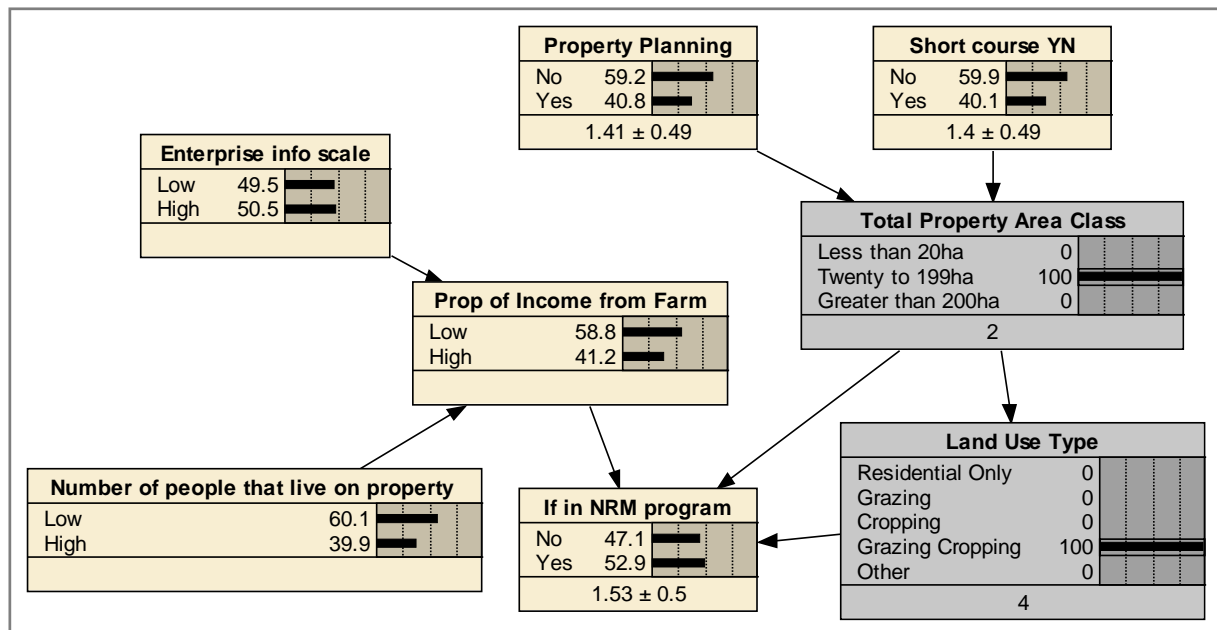 Property Planning
No 59.2
Yes 40.8
1.41 ± 0.49
Short course YN
No 59.9
Yes 40.1
1.4 ± 0.49
Enterprise info scale
Low 49.5
High 50.5
Total Property Area Class
Less than 20ha 0
Twenty to 199ha 100
Greater than 200ha 0
2
Prop of Income from Farm
Low 58.8
High 41.2
Land Use Type
Residential Only 0
Grazing 0
Cropping 0
Grazing Cropping 100
Other 0
4
Number of people that live on property
Low 60.1
High 39.9
If in NRM program
No 47.1
Yes 52.9
1.53 ± 0.5